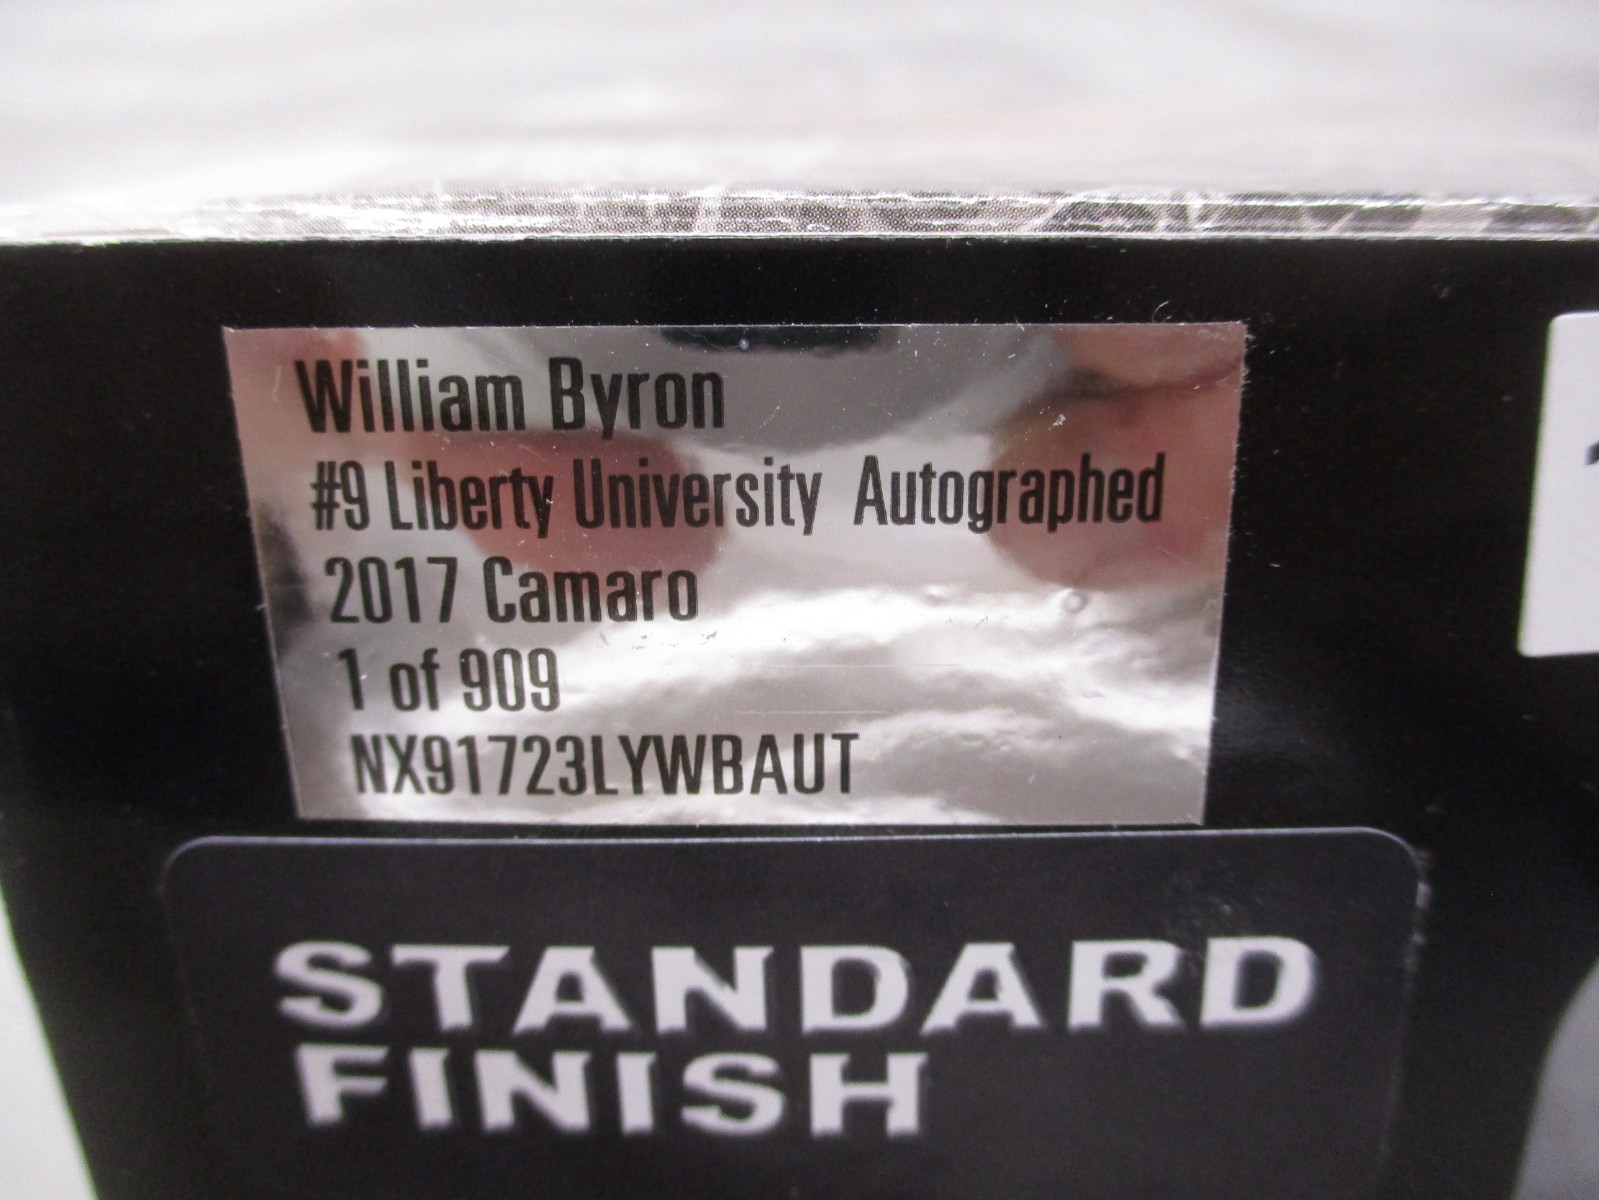 William Byron
#9 Liberty University Autographed
2017 Camaro
1 of 909
NX91723LYWBAUT
STANDARD
FINISH